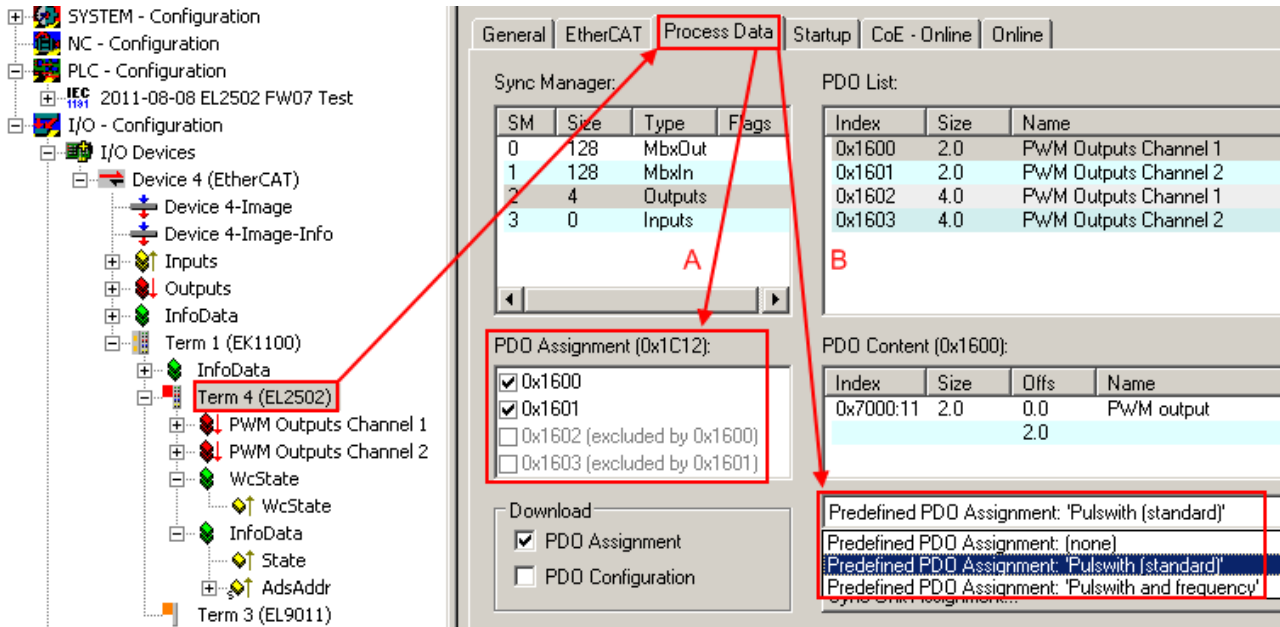 SYSTEM - Configuration
NC - Configuration
PLC - Configuration
IEC 1131 2011-08-08 EL2502 FW07 Test
I/O - Configuration
I/O Devices
Device 4 (EtherCAT)
Device 4-Image
Device 4-Image-Info
Inputs
Outputs
InfoData
Term 1 (EK1100)
InfoData
Term 4 (EL2502)
PWM Outputs Channel 1
PWM Outputs Channel 2
WcState
WcState
InfoData
State
AdsAddr
Term 3 (EL9011)
General EtherCAT Process Data Startup CoE - Online Online
Sync Manager:
SM Size Type Flags
0 128 MbxOut
1 128 MbxIn
2 4 Outputs
3 0 Inputs
A
PDO List:
Index Size Name
0x1600 2.0 PWM Outputs Channel 1
0x1601 2.0 PWM Outputs Channel 2
0x1602 4.0 PWM Outputs Channel 1
0x1603 4.0 PWM Outputs Channel 2
B
PDO Assignment (0x1C12):
0x1600
0x1601
0x1602 (excluded by 0x1600)
0x1603 (excluded by 0x1601)
PDO Content (0x1600):
Index Size Offs Name
0x7000:11 2.0 0.0 PWM output
2.0
Download
PDO Assignment
PDO Configuration
Predefined PDO Assignment: 'Pulswith (standard)'
Predefined PDO Assignment: (none)
Predefined PDO Assignment: 'Pulswith (standard)'
Predefined PDO Assignment: 'Pulswith and frequency'